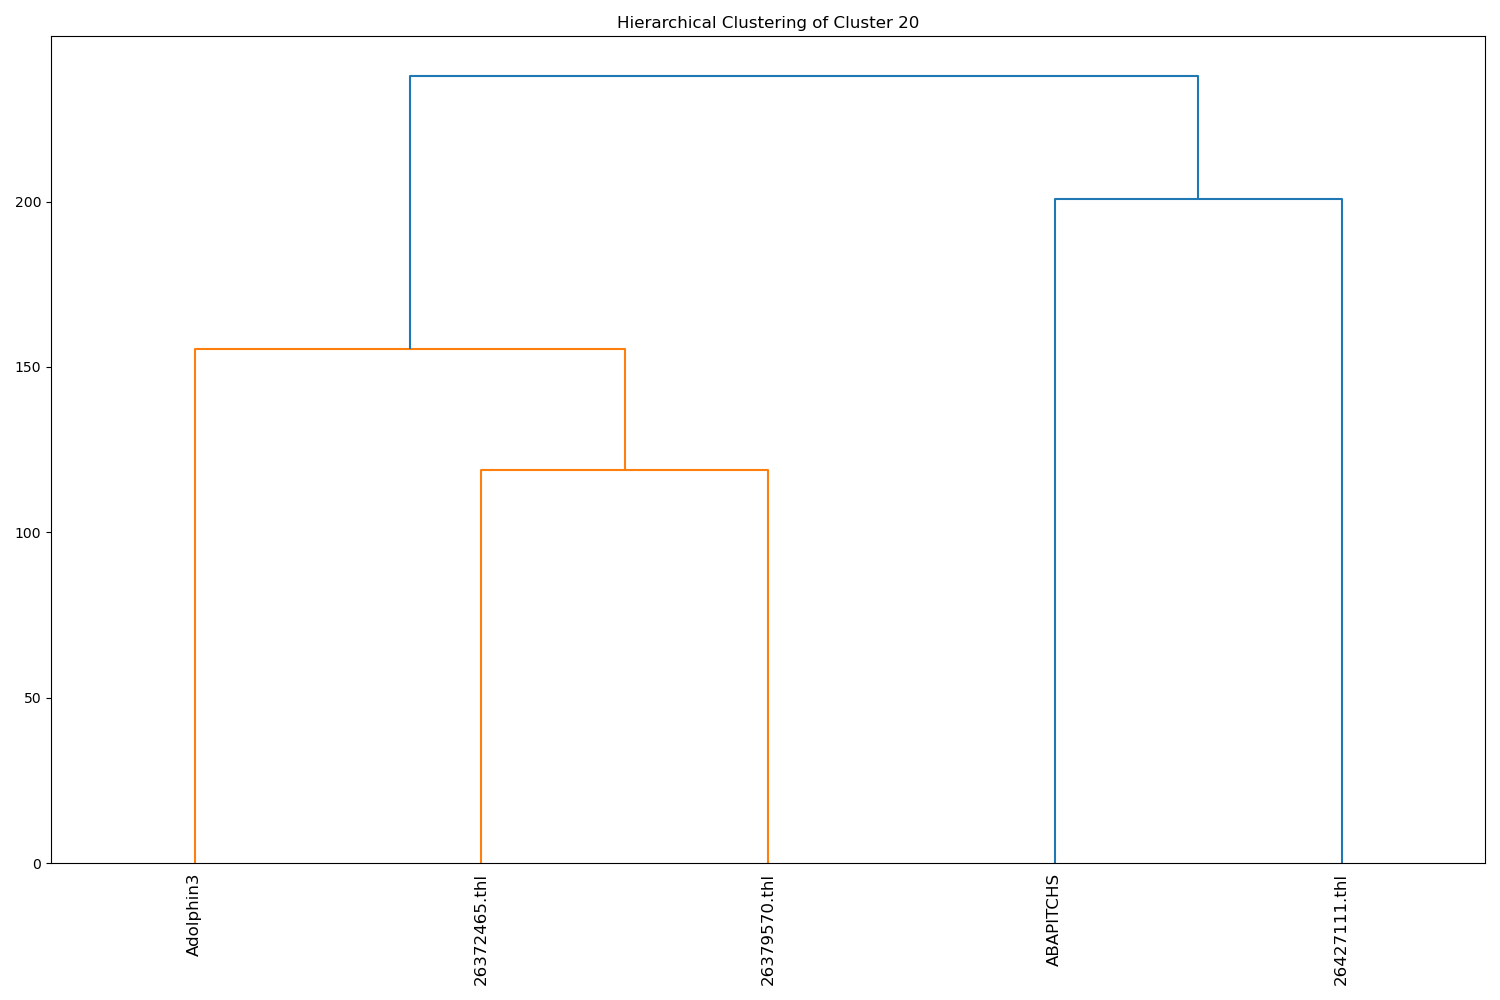 Hierarchical Clustering of Cluster 20
200
150
100
50
0
Adolphin3
26372465.thl
26379570.thl
ABAPITCHS
26427111.thl